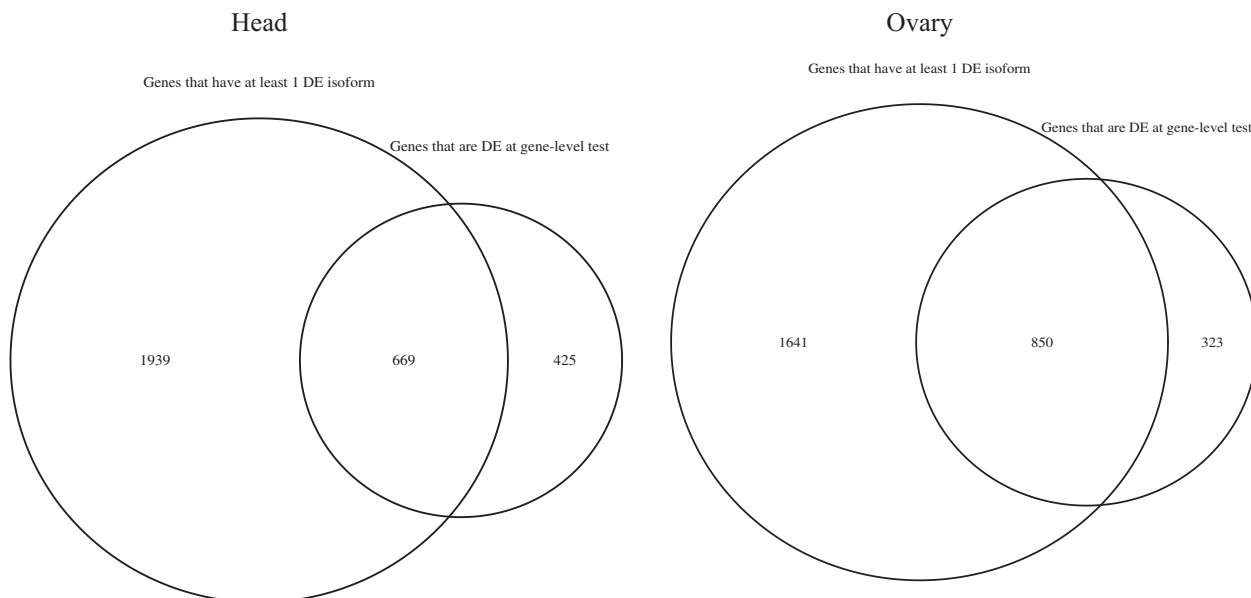 Head
Genes that have at least 1 DE isoform
Genes that are DE at gene-level test
1939
669
425
Ovary
Genes that have at least 1 DE isoform
Genes that are DE at gene-level test
1641
850
323